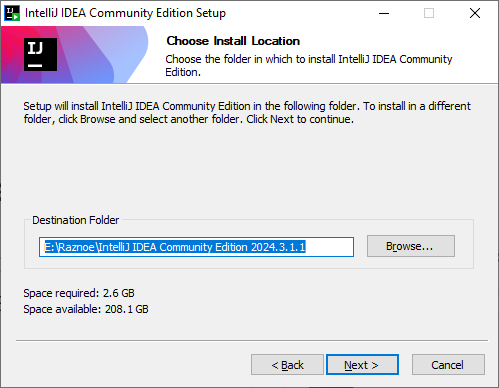 IntelliJ IDEA Community Edition Setup
IJ
Choose Install Location
Choose the folder in which to install IntelliJ IDEA Community
Edition.
Setup will install IntelliJ IDEA Community Edition in the following folder. To install in a different
folder, click Browse and select another folder. Click Next to continue.
Destination Folder
E:\Raznoe\IntelliJ IDEA Community Edition 2024.3.1.1
Browse...
Space required: 2.6 GB
Space available: 208.1 GB
< Back
Next >
Cancel